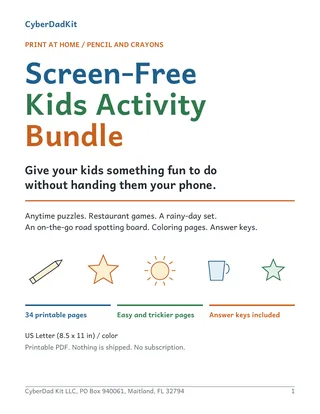 CyberDadKit
PRINT AT HOME / PENCIL AND CRAYONS
Screen-Free
Kids Activity
Bundle
Give your kids something fun to do
without handing them your phone.
Anytime puzzles. Restaurant games. A rainy-day set.
An on-the-go road spotting board. Coloring pages. Answer keys.
34 printable pages
Easy and trickier pages
Answer keys included
US Letter (8.5 x 11 in) / color
Printable PDF. Nothing is shipped. No subscription.
CyberDad Kit LLC, PO Box 940061, Maitland, FL 32794
1